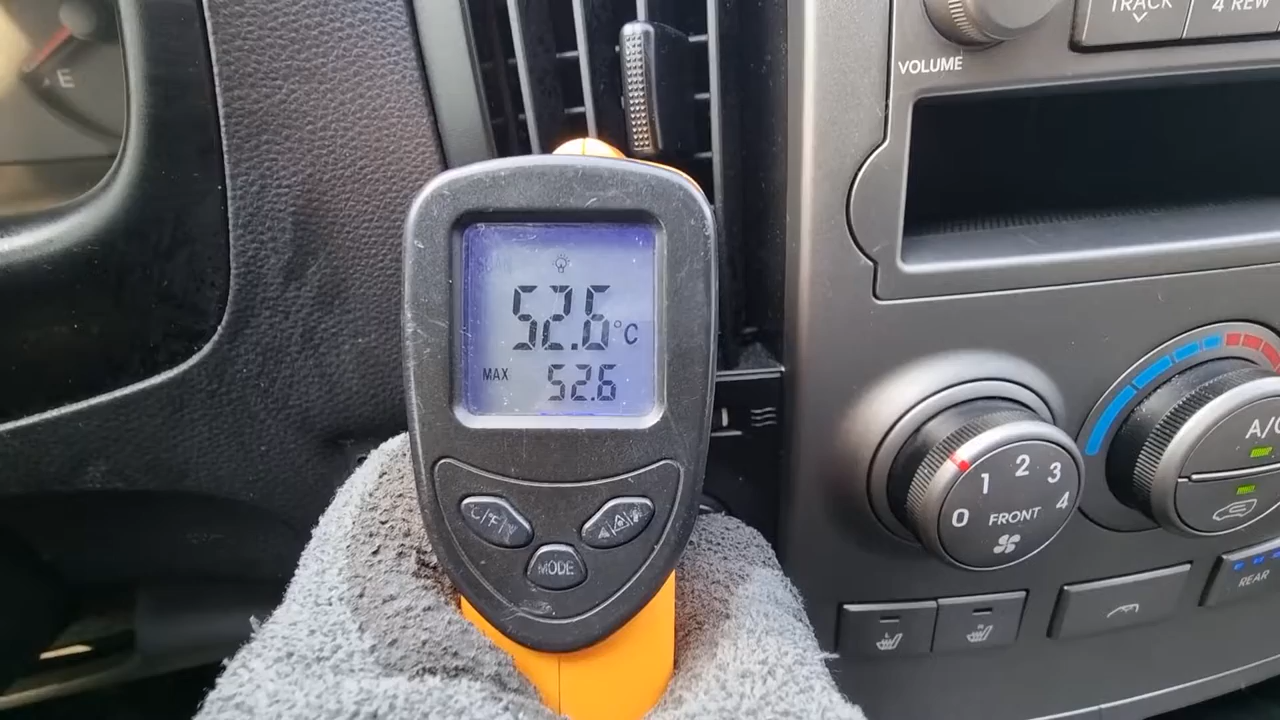 TRACK
4 REW
VOLUME
E
52.6°C
MAX 52.6
°C/°F
MODE
0 1 2 3 4
FRONT
A/C
L
R
REAR